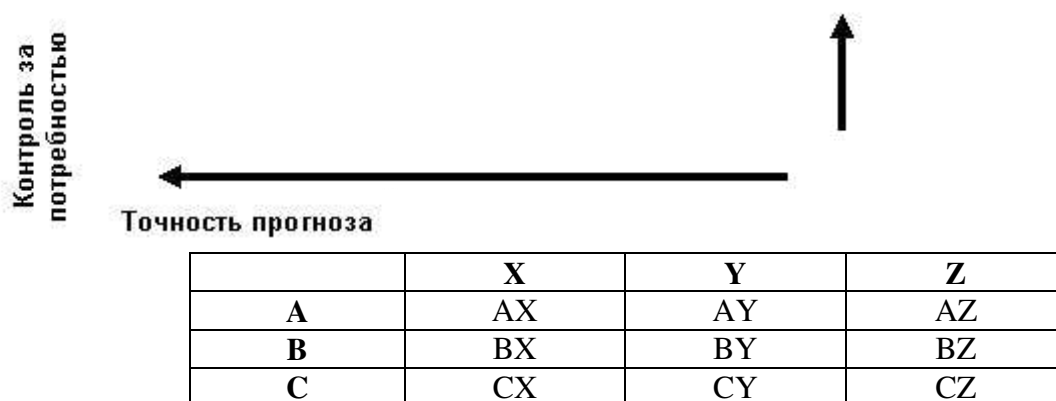 Контроль за
потребностью
Точность прогноза
X Y Z
A AX AY AZ
B BX BY BZ
C CX CY CZ